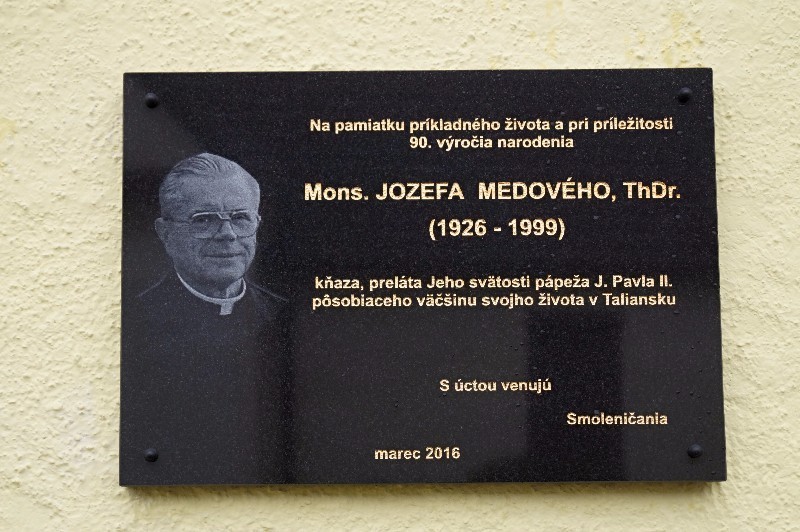 Na pamiatku príkladného života a pri príležitosti
90. výročia narodenia
Mons. JOZEFA MEDOVÉHO, ThDr.
(1926 - 1999)
kňaza, preláta Jeho svätosti pápeža J. Pavla II.
pôsobiaceho väčšinu svojho života v Taliansku
S úctou venujú
Smoleničania
marec 2016